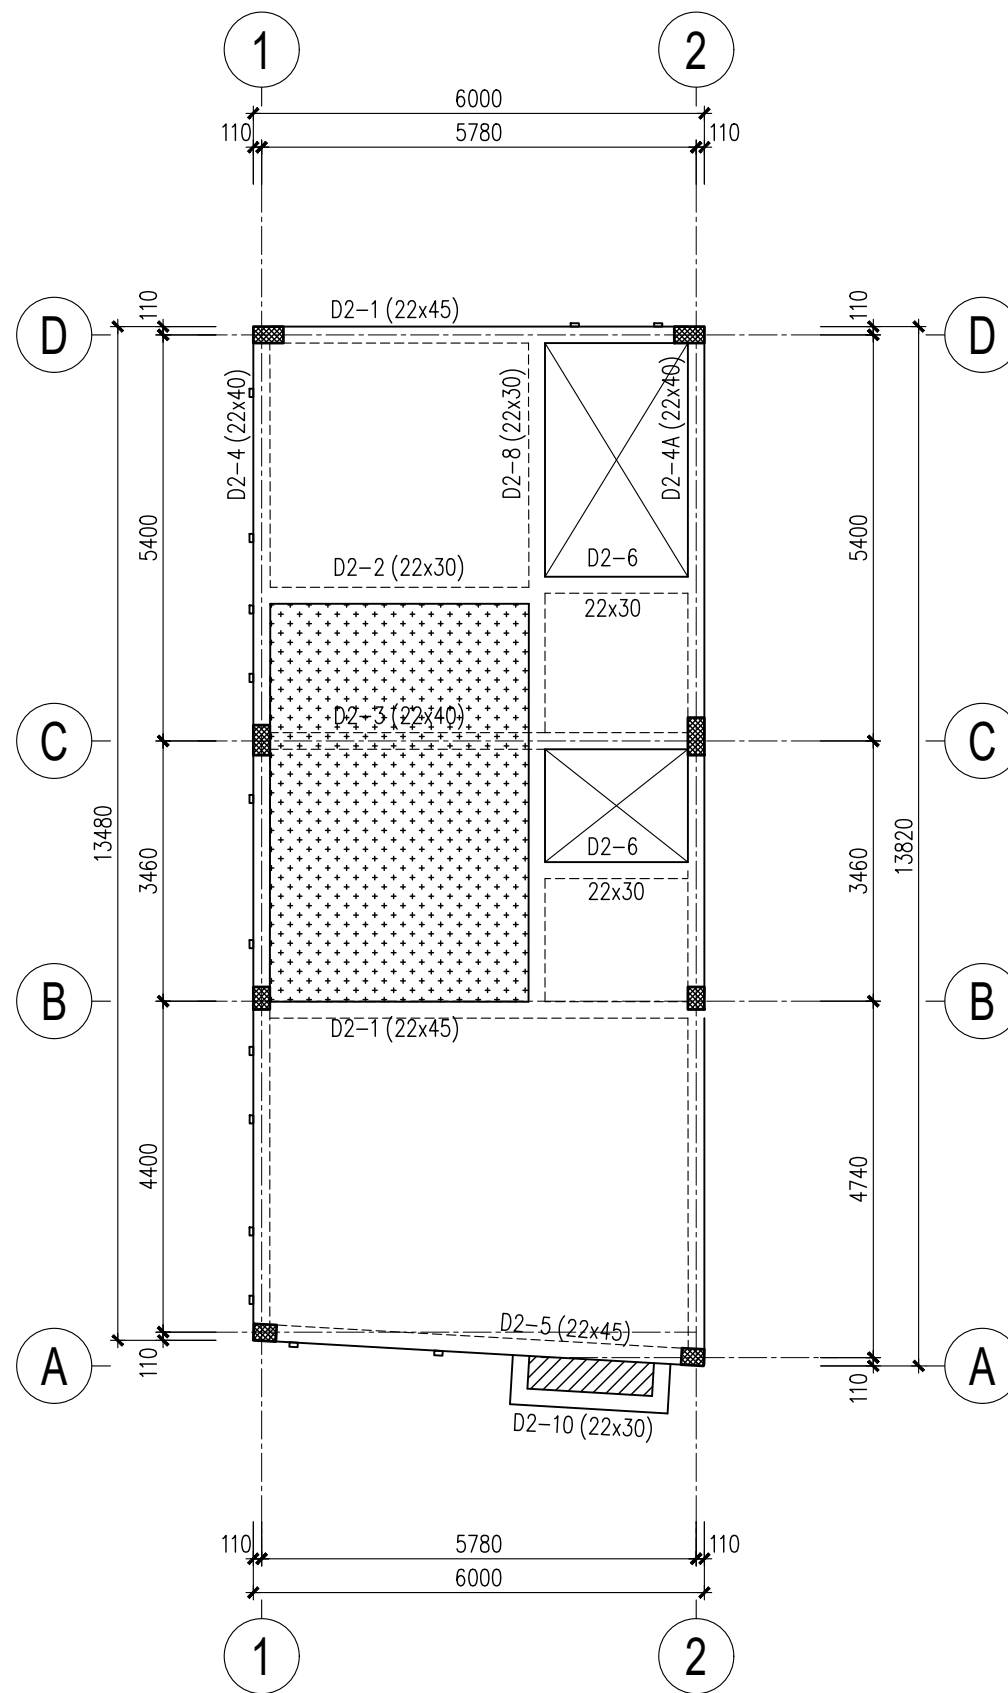 1
2
6000
110
5780
110
110
D2-1 (22x45)
110
D
D
D2-4 (22x40)
D2-8 (22x30)
D2-4A (22x40)
5400
5400
D2-2 (22x30)
D2-6
22x30
D2-3 (22x40)
C
C
13480
13820
3460
3460
D2-6
22x30
B
B
D2-1 (22x45)
4400
4740
D2-5 (22x45)
A
A
110
110
D2-10 (22x30)
110
5780
110
6000
1
2